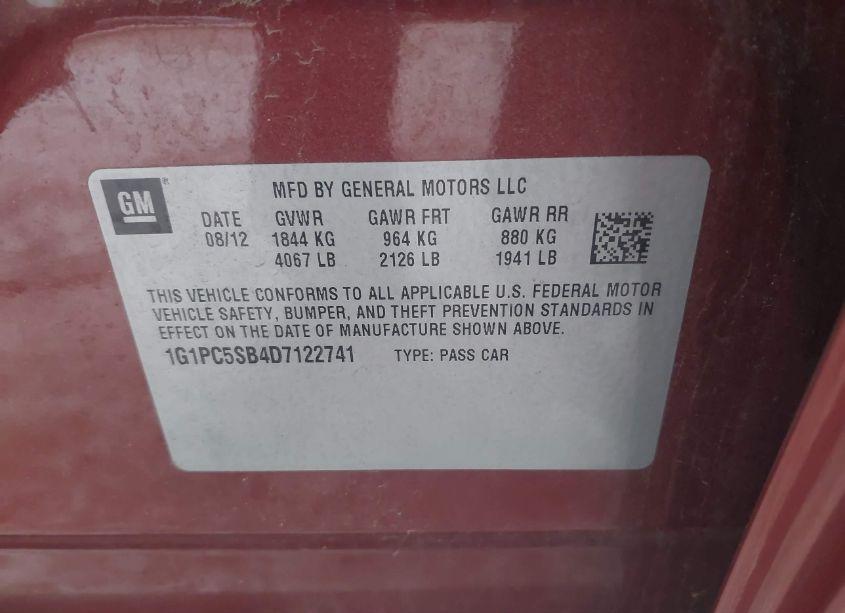 GM
MFD BY GENERAL MOTORS LLC
DATE GVWR GAWR FRT GAWR RR
08/12 1844 KG 964 KG 880 KG
4067 LB 2126 LB 1941 LB
THIS VEHICLE CONFORMS TO ALL APPLICABLE U.S. FEDERAL MOTOR
VEHICLE SAFETY, BUMPER, AND THEFT PREVENTION STANDARDS IN
EFFECT ON THE DATE OF MANUFACTURE SHOWN ABOVE.
1G1PC5SB4D7122741 TYPE: PASS CAR